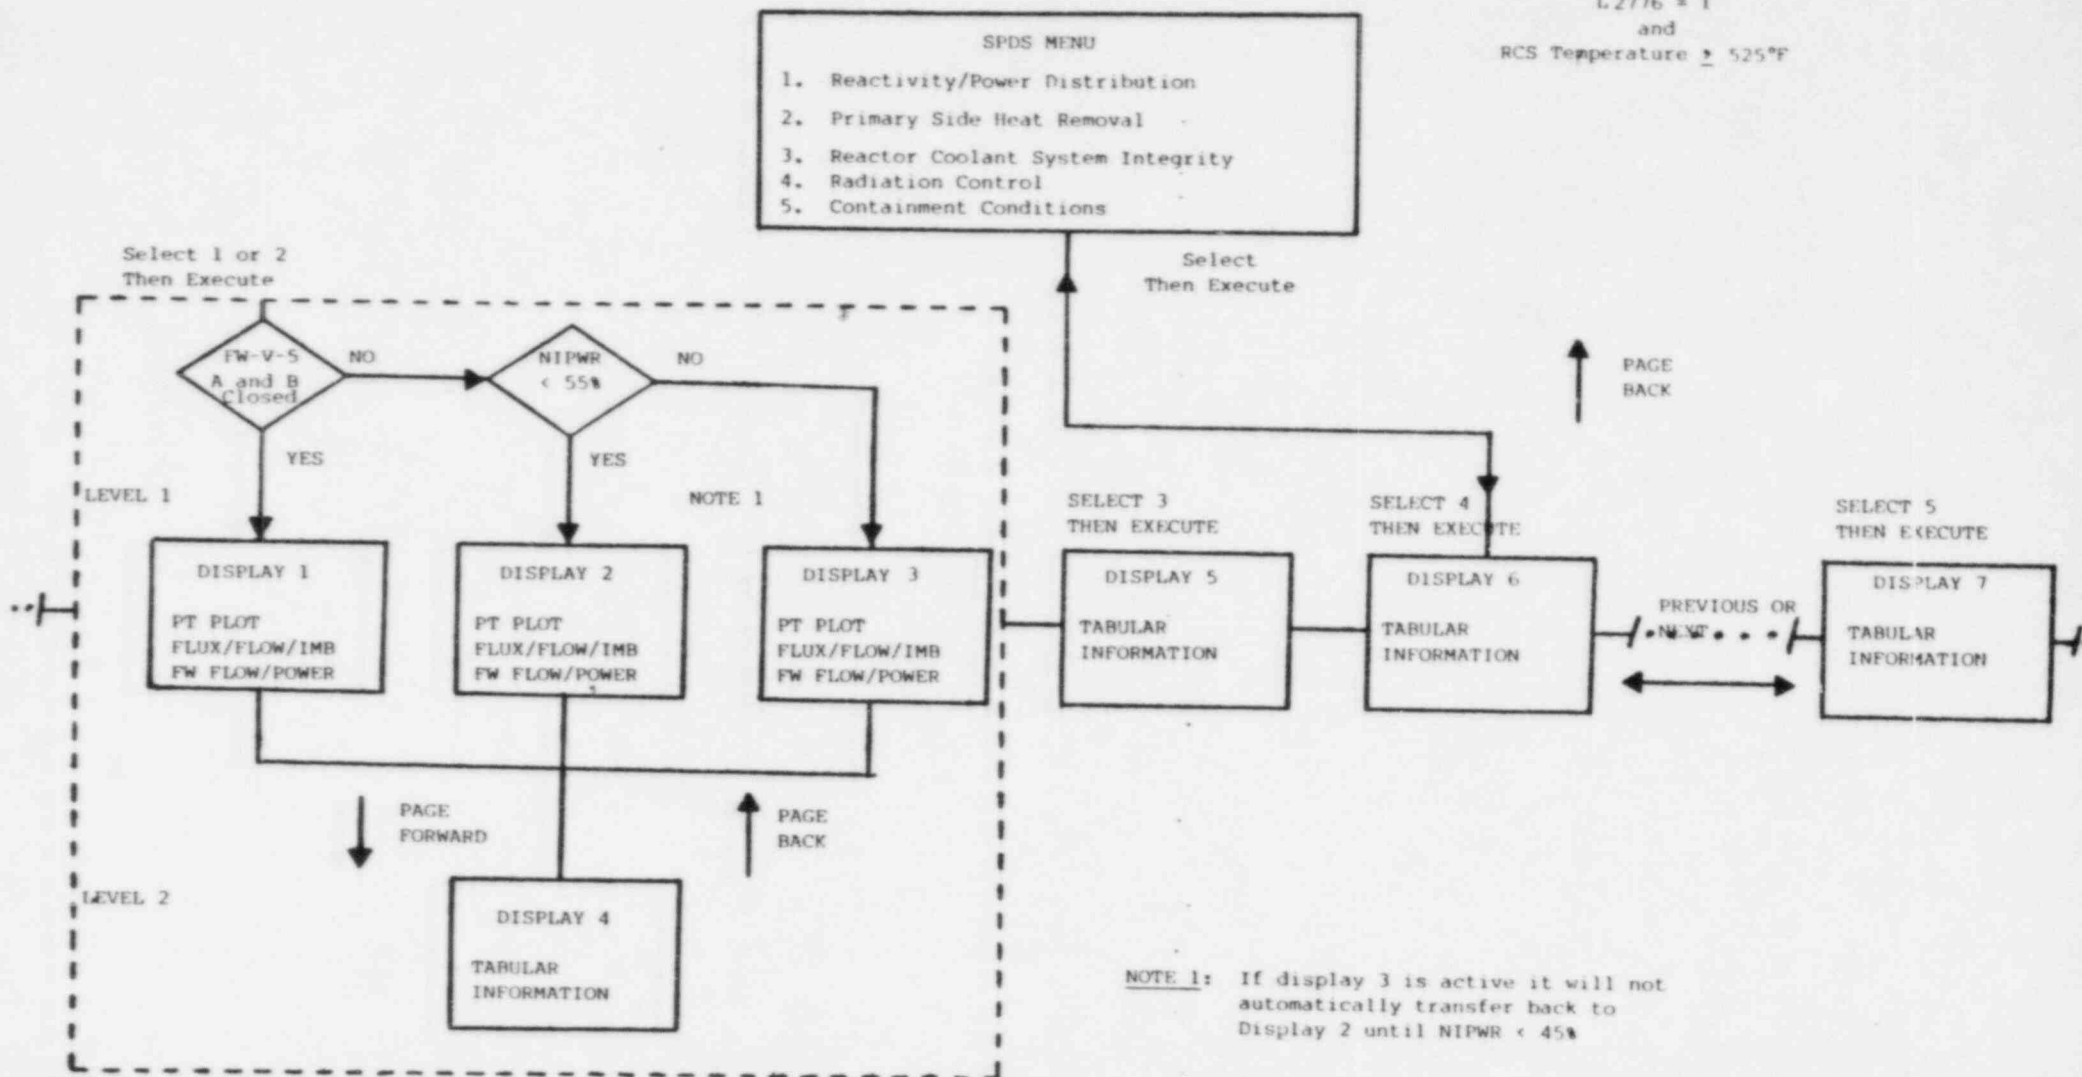 and
RCS Temperature ≥ 525°F
SPDS MENU
1. Reactivity/Power Distribution
2. Primary Side Heat Removal
3. Reactor Coolant System Integrity
4. Radiation Control
5. Containment Conditions
Select 1 or 2
Then Execute
Select
Then Execute
FW-V-5
A and B
Closed
NO
NIPWR
< 55%
NO
PAGE
BACK
YES
YES
LEVEL 1
NOTE 1
SELECT 3
THEN EXECUTE
SELECT 4
THEN EXECUTE
SELECT 5
THEN EXECUTE
DISPLAY 1
PT PLOT
FLUX/FLOW/IMB
FW FLOW/POWER
DISPLAY 2
PT PLOT
FLUX/FLOW/IMB
FW FLOW/POWER
DISPLAY 3
PT PLOT
FLUX/FLOW/IMB
FW FLOW/POWER
DISPLAY 5
TABULAR
INFORMATION
DISPLAY 6
TABULAR
INFORMATION
PREVIOUS OR
NEXT
DISPLAY 7
TABULAR
INFORMATION
PAGE
FORWARD
PAGE
BACK
LEVEL 2
DISPLAY 4
TABULAR
INFORMATION
NOTE 1: If display 3 is active it will not
automatically transfer back to
Display 2 until NIPWR < 45%